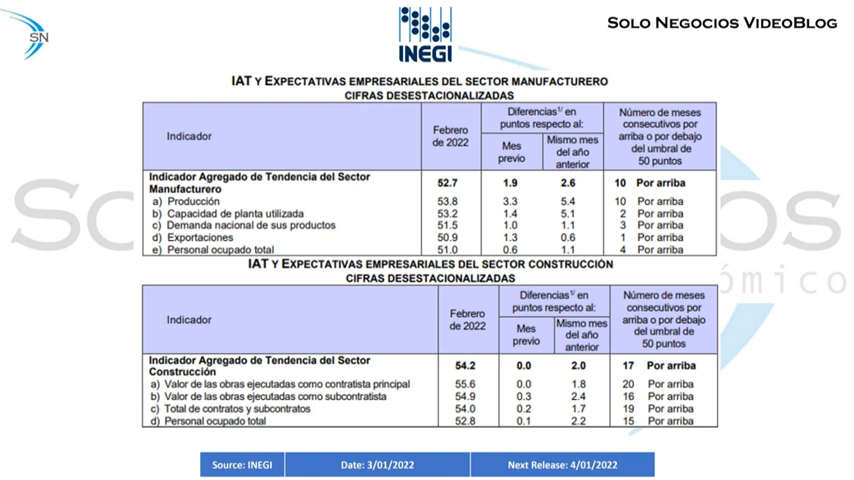 SN
INEGI
SOLO NEGOCIOS VIDEOBLOG
IAT Y EXPECTATIVAS EMPRESARIALES DEL SECTOR MANUFACTURERO
CIFRAS DESESTACIONALIZADAS
Indicador
Febrero
de 2022
Diferencias1/ en
puntos respecto al:
Mes
previo
Mismo mes
del año
anterior
Número de meses
consecutivos por
arriba o por debajo
del umbral de
50 puntos
Indicador Agregado de Tendencia del Sector
Manufacturero 52.7 1.9 2.6 10 Por arriba
a) Producción 53.8 3.3 5.4 10 Por arriba
b) Capacidad de planta utilizada 53.2 1.4 5.1 2 Por arriba
c) Demanda nacional de sus productos 51.5 1.0 1.1 3 Por arriba
d) Exportaciones 50.9 1.3 0.6 1 Por arriba
e) Personal ocupado total 51.0 0.6 1.1 4 Por arriba
IAT Y EXPECTATIVAS EMPRESARIALES DEL SECTOR CONSTRUCCIÓN
CIFRAS DESESTACIONALIZADAS
Indicador
Febrero
de 2022
Diferencias1/ en
puntos respecto al:
Mes
previo
Mismo mes
del año
anterior
Número de meses
consecutivos por
arriba o por debajo
del umbral de
50 puntos
Indicador Agregado de Tendencia del Sector
Construcción 54.2 0.0 2.0 17 Por arriba
a) Valor de las obras ejecutadas como contratista principal 55.6 0.0 1.8 20 Por arriba
b) Valor de las obras ejecutadas como subcontratista 54.9 0.3 2.4 16 Por arriba
c) Total de contratos y subcontratos 54.0 0.2 1.7 19 Por arriba
d) Personal ocupado total 52.8 0.1 2.2 15 Por arriba
Source: INEGI Date: 3/01/2022 Next Release: 4/01/2022